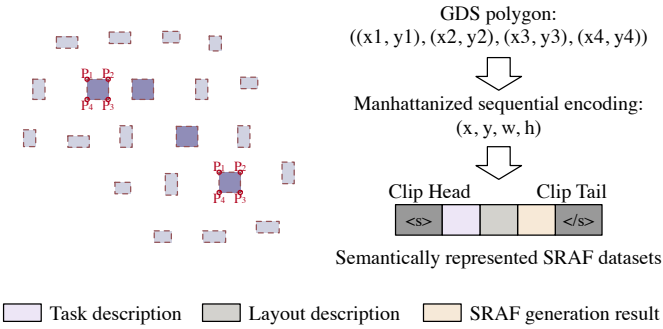 GDS polygon:
((x1, y1), (x2, y2), (x3, y3), (x4, y4))
Manhattanized sequential encoding:
(x, y, w, h)
Clip Head Clip Tail
<s> </s>
Semantically represented SRAF datasets
P1 P2
P4 P3
P1 P2
P4 P3
Task description Layout description SRAF generation result